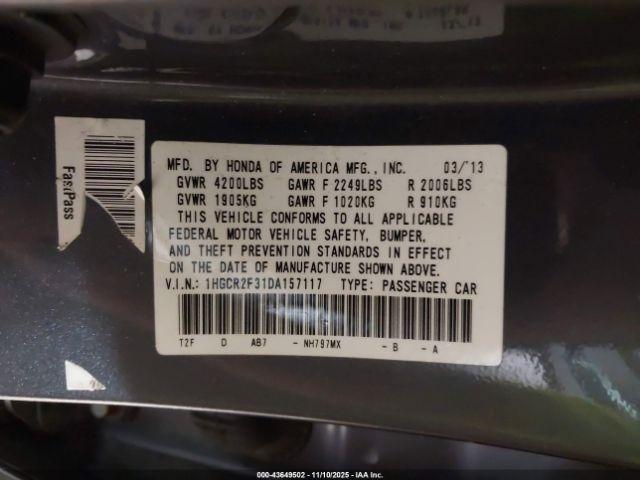 MFD. BY HONDA OF AMERICA MFG., INC. 03/'13
GVWR 4200LBS GAWR F 2249LBS R 2006LBS
GVWR 1905KG GAWR F 1020KG R 910KG
THIS VEHICLE CONFORMS TO ALL APPLICABLE
FEDERAL MOTOR VEHICLE SAFETY, BUMPER,
AND THEFT PREVENTION STANDARDS IN EFFECT
ON THE DATE OF MANUFACTURE SHOWN ABOVE.
V.I.N.: 1HGCR2F31DA157117 TYPE: PASSENGER CAR
T2F D AB7 - NH797MX - B - A
FastPass
000-43649502 — 11/10/2025 — IAA Inc.